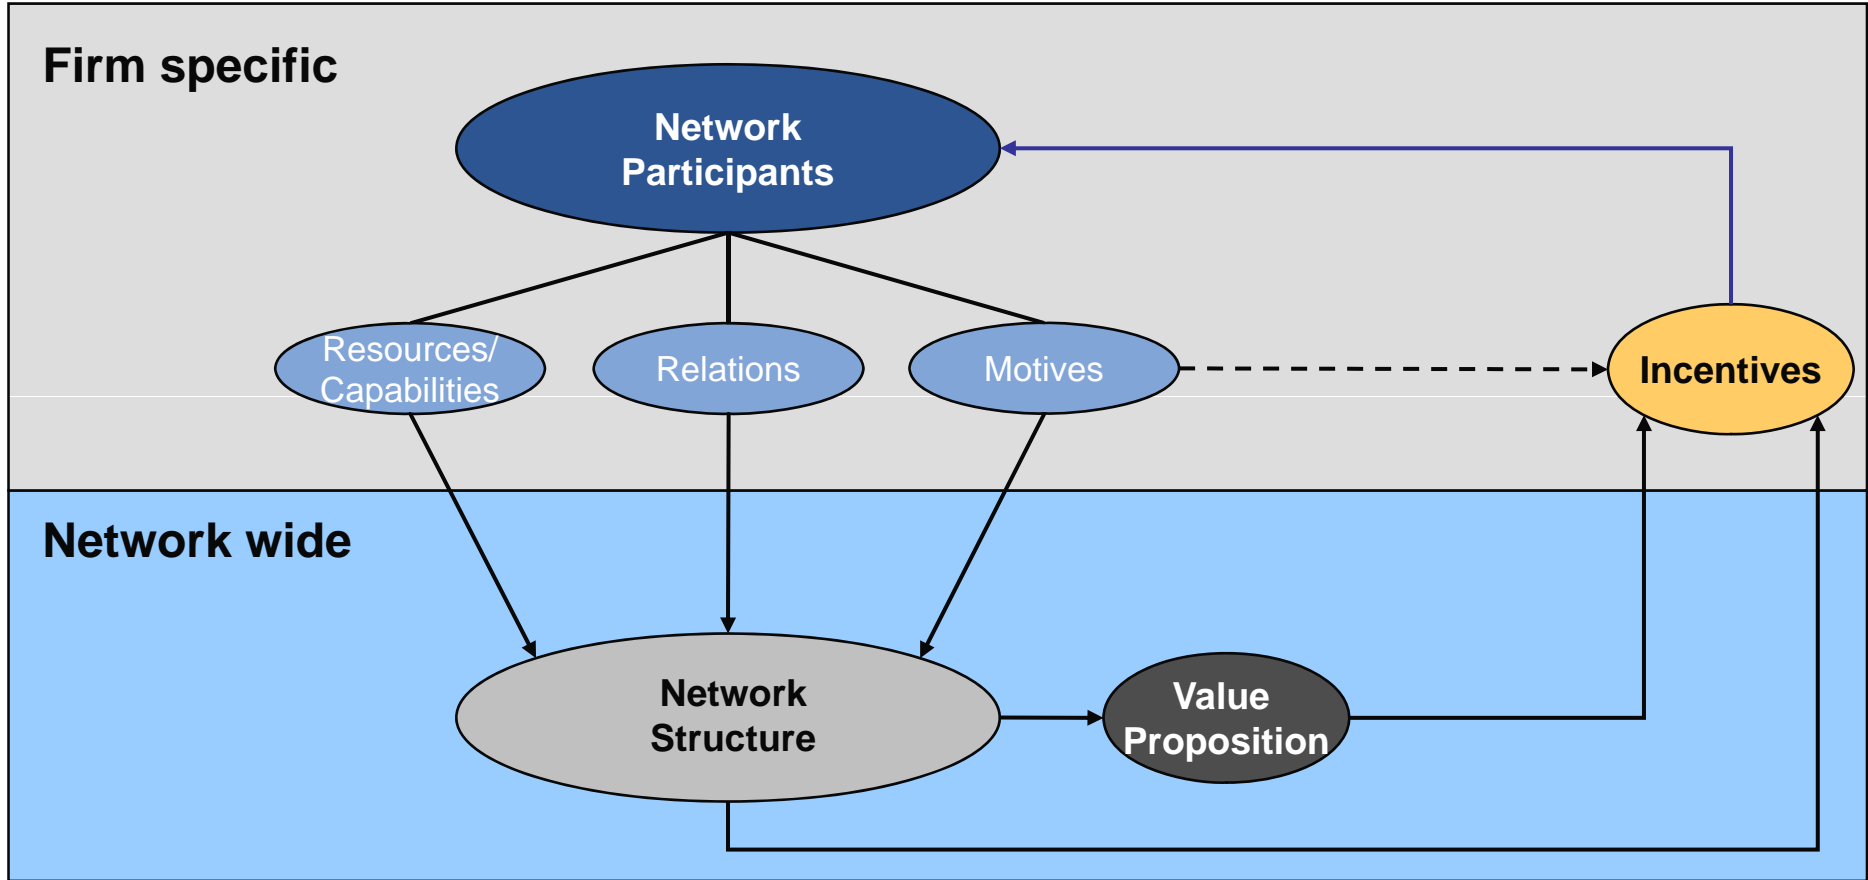 Firm specific
Network
Participants
Resources/
Capabilities
Relations
Motives
Incentives
Network wide
Network
Structure
Value
Proposition